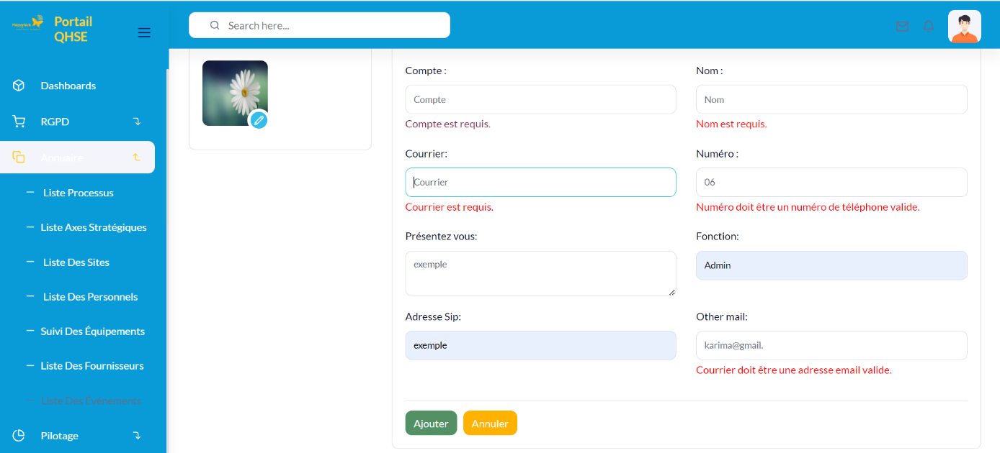 Portail
QHSE
Search here...
Dashboards
RGPD
Annuaire
Liste Processus
Liste Axes Stratégiques
Liste Des Sites
Liste Des Personnels
Suivi Des Équipements
Liste Des Fournisseurs
Liste Des Évènements
Pilotage
Compte :
Compte
Compte est requis.
Nom :
Nom
Nom est requis.
Courrier:
Courrier
Courrier est requis.
Numéro :
06
Numéro doit être un numéro de téléphone valide.
Présentez vous:
exemple
Fonction:
Admin
Adresse Sip:
exemple
Other mail:
karima@gmail.
Courrier doit être une adresse email valide.
Ajouter
Annuler